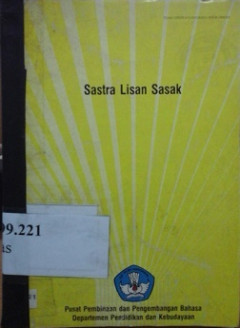 Sastra Lisan Sasak
99.221
as
Pusat Pembinaan dan Pengembangan Bahasa
Departemen Pendidikan dan Kebudayaan